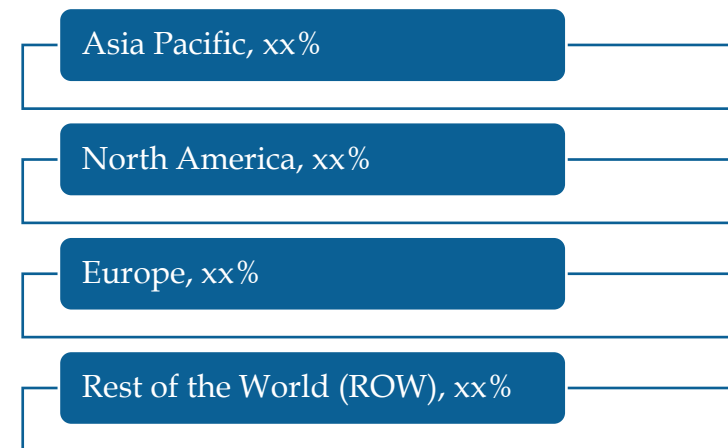 Asia Pacific, xx%
North America, xx%
Europe, xx%
Rest of the World (ROW), xx%